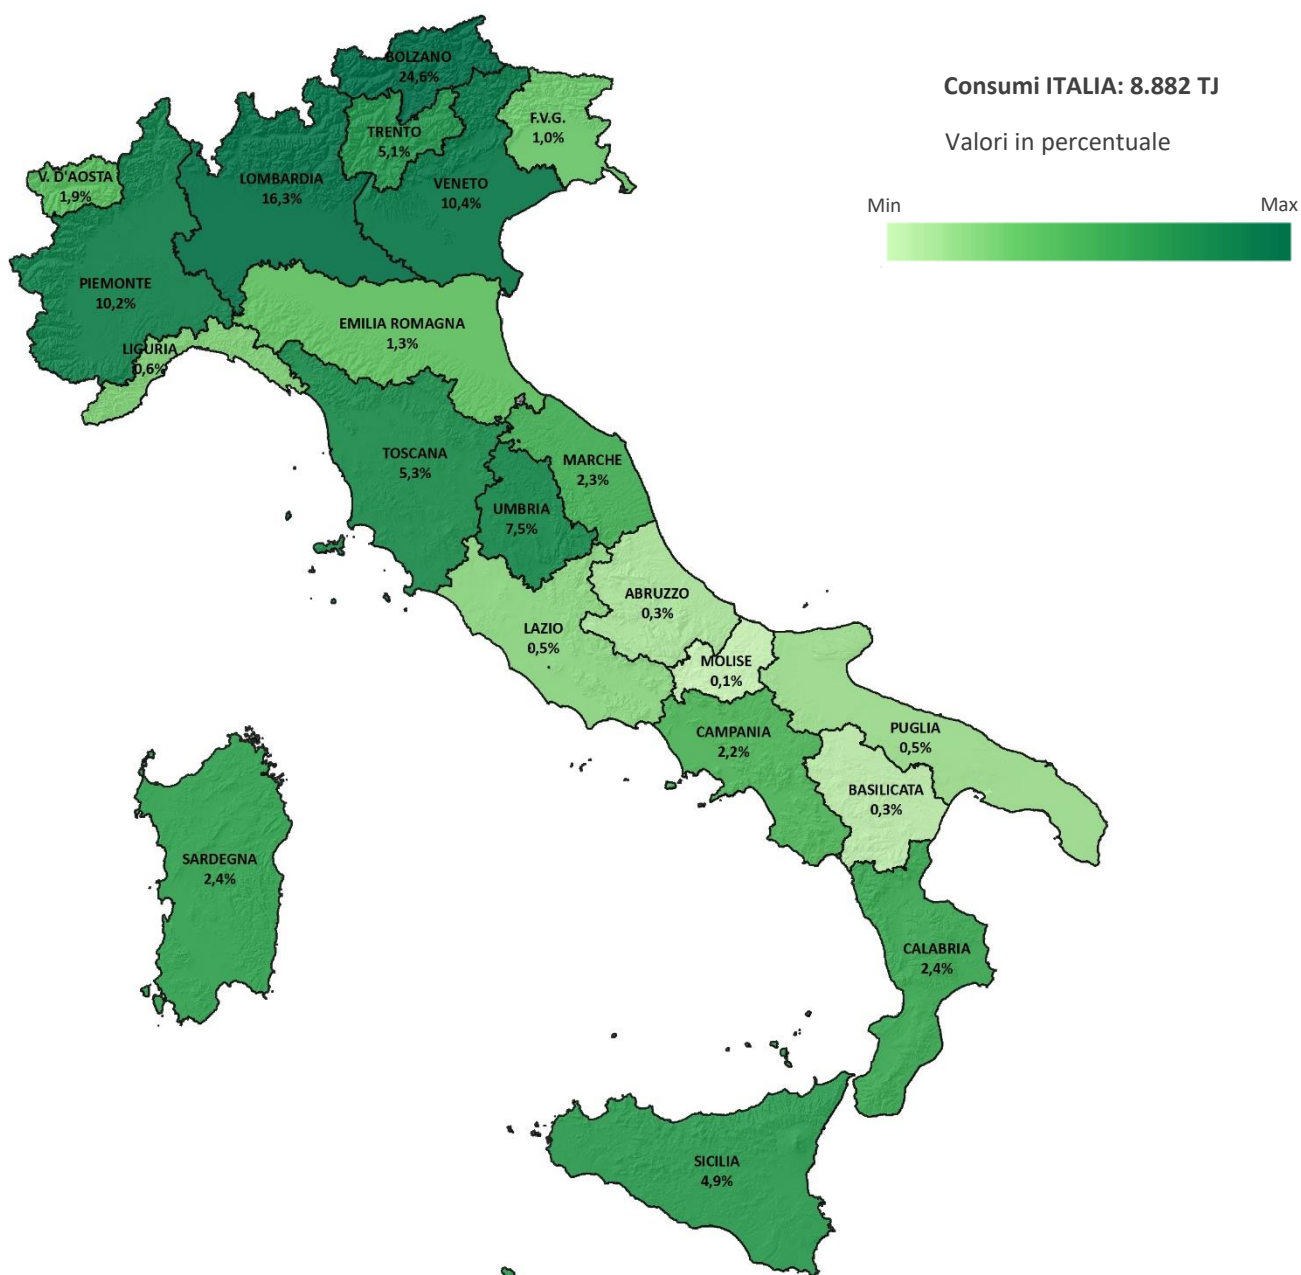 Consumi ITALIA: 8.882 TJ
Valori in percentuale
Min
Max
BOLZANO
24,6%
TRENTO
5,1%
F.V.G.
1,0%
V. D'AOSTA
1,9%
LOMBARDIA
16,3%
VENETO
10,4%
PIEMONTE
10,2%
EMILIA ROMAGNA
1,3%
LIGURIA
0,6%
TOSCANA
5,3%
MARCHE
2,3%
UMBRIA
7,5%
ABRUZZO
0,3%
LAZIO
0,5%
MOLISE
0,1%
CAMPANIA
2,2%
PUGLIA
0,5%
BASILICATA
0,3%
SARDEGNA
2,4%
CALABRIA
2,4%
SICILIA
4,9%